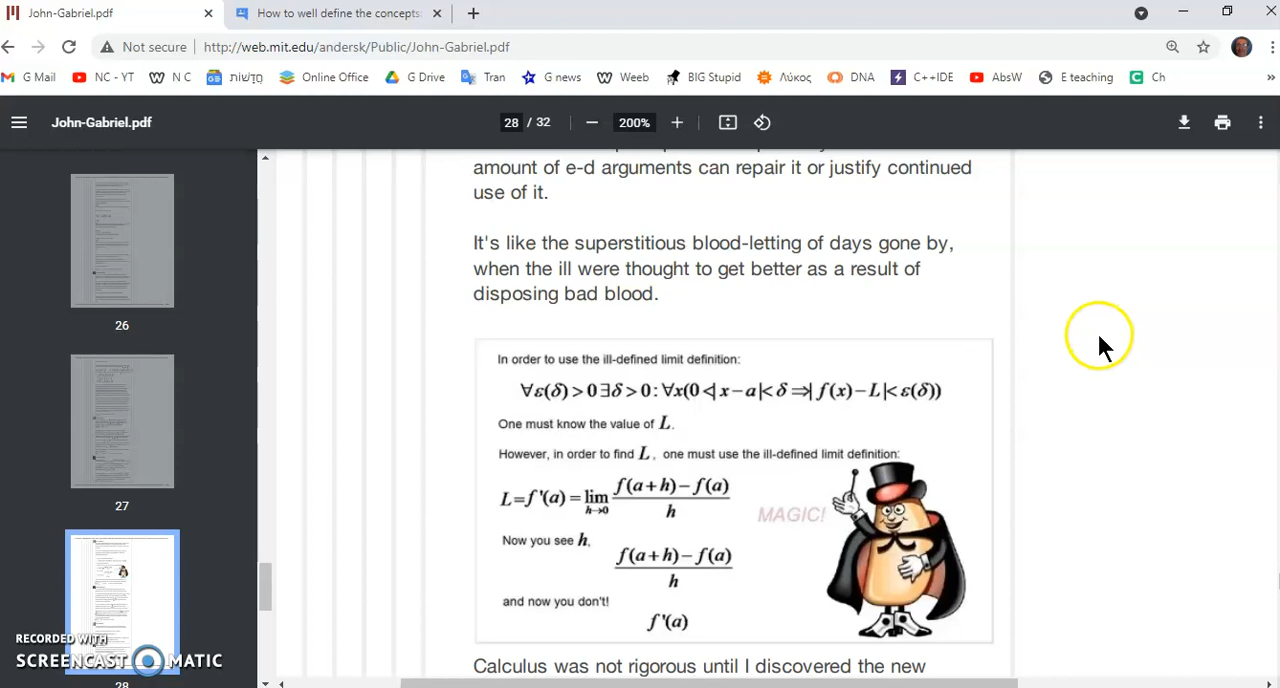 John-Gabriel.pdf
How to well define the concepts:
Not secure
http://web.mit.edu/andersk/Public/John-Gabriel.pdf
G Mail
NC - YT
N C
חֲדָשׁוֹת
Online Office
G Drive
Tran
G news
Weeb
BIG Stupid
Λύκος
DNA
C++IDE
AbsW
E teaching
Ch
John-Gabriel.pdf
28 / 32
200%
amount of e-d arguments can repair it or justify continued
use of it.
It's like the superstitious blood-letting of days gone by,
when the ill were thought to get better as a result of
disposing bad blood.
In order to use the ill-defined limit definition:
∀ε(δ) > 0 ∃δ > 0 : ∀x(0 <| x − a |< δ ⇒| f(x) − L |< ε(δ))
One must know the value of L.
However, in order to find L, one must use the ill-defined limit definition:
L = f'(a) = lim h→0 f(a+h) − f(a) / h
MAGIC!
Now you see h,
f(a+h) − f(a) / h
and now you don't!
f'(a)
Calculus was not rigorous until I discovered the new
26
27
28
RECORDED WITH
SCREENCAST MATIC